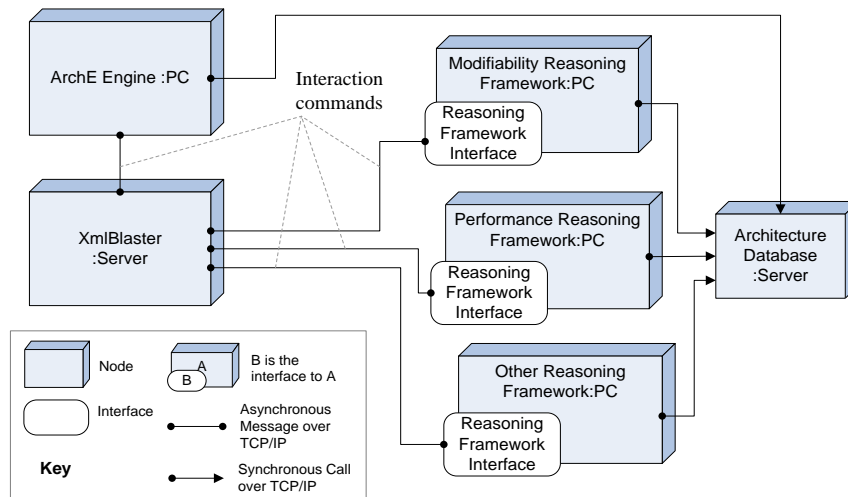 ArchE Engine :PC
Interaction
commands
Modifiability Reasoning
Framework:PC
Reasoning
Framework
Interface
XmlBlaster
:Server
Performance Reasoning
Framework:PC
Reasoning
Framework
Interface
Architecture
Database
:Server
Other Reasoning
Framework:PC
Reasoning
Framework
Interface
Node
A
B
B is the
interface to A
Interface
Asynchronous
Message over
TCP/IP
Key
Synchronous Call
over TCP/IP